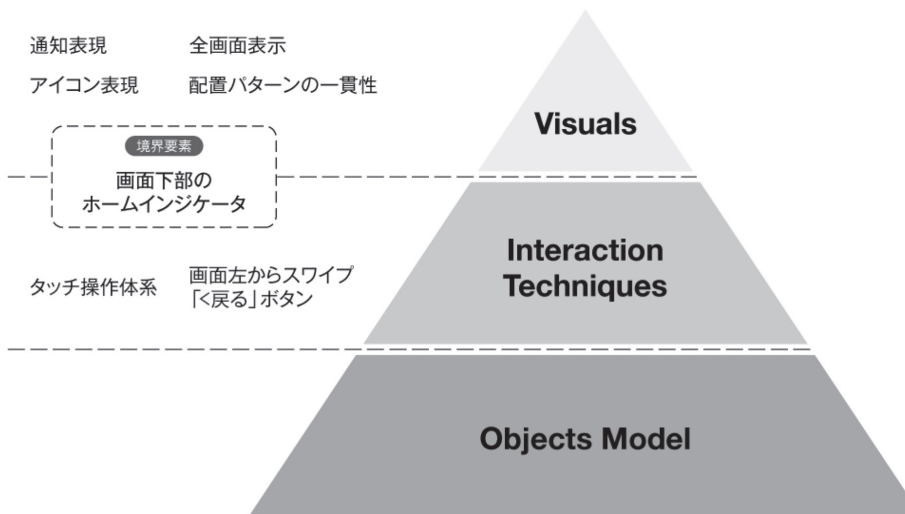 通知表現
全画面表示
アイコン表現
配置パターンの一貫性
Visuals
境界要素
画面下部の
ホームインジケータ
Interaction
Techniques
タッチ操作体系
画面左からスワイプ
「<戻る」ボタン
Objects Model